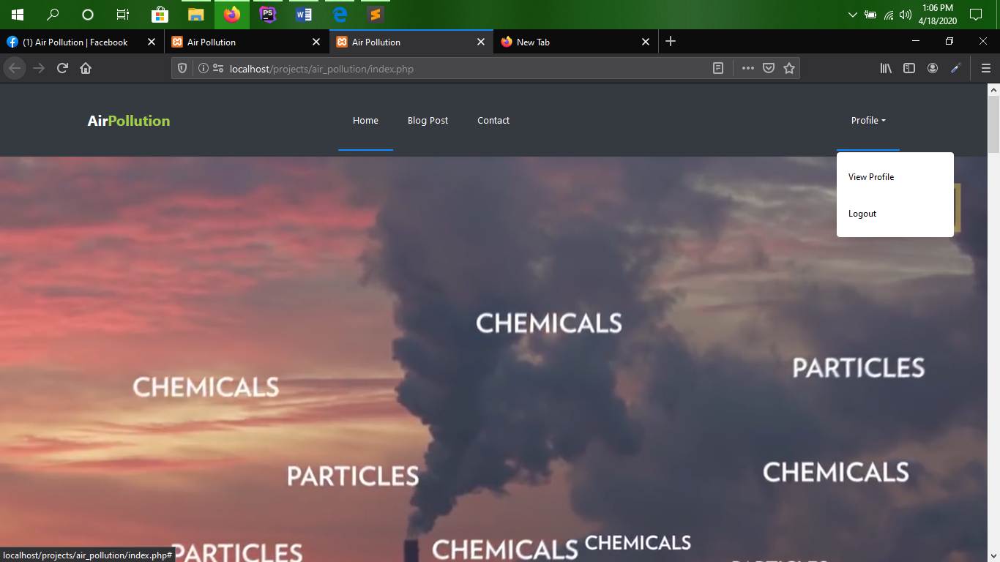 1:06 PM
4/18/2020
(1) Air Pollution | Facebook
Air Pollution
Air Pollution
New Tab
localhost/projects/air_pollution/index.php
AirPollution
Home
Blog Post
Contact
Profile
View Profile
Logout
CHEMICALS
PARTICLES
CHEMICALS
PARTICLES
CHEMICALS
CHEMICALS
PARTICLES
CHEMICALS
localhost/projects/air_pollution/index.php#